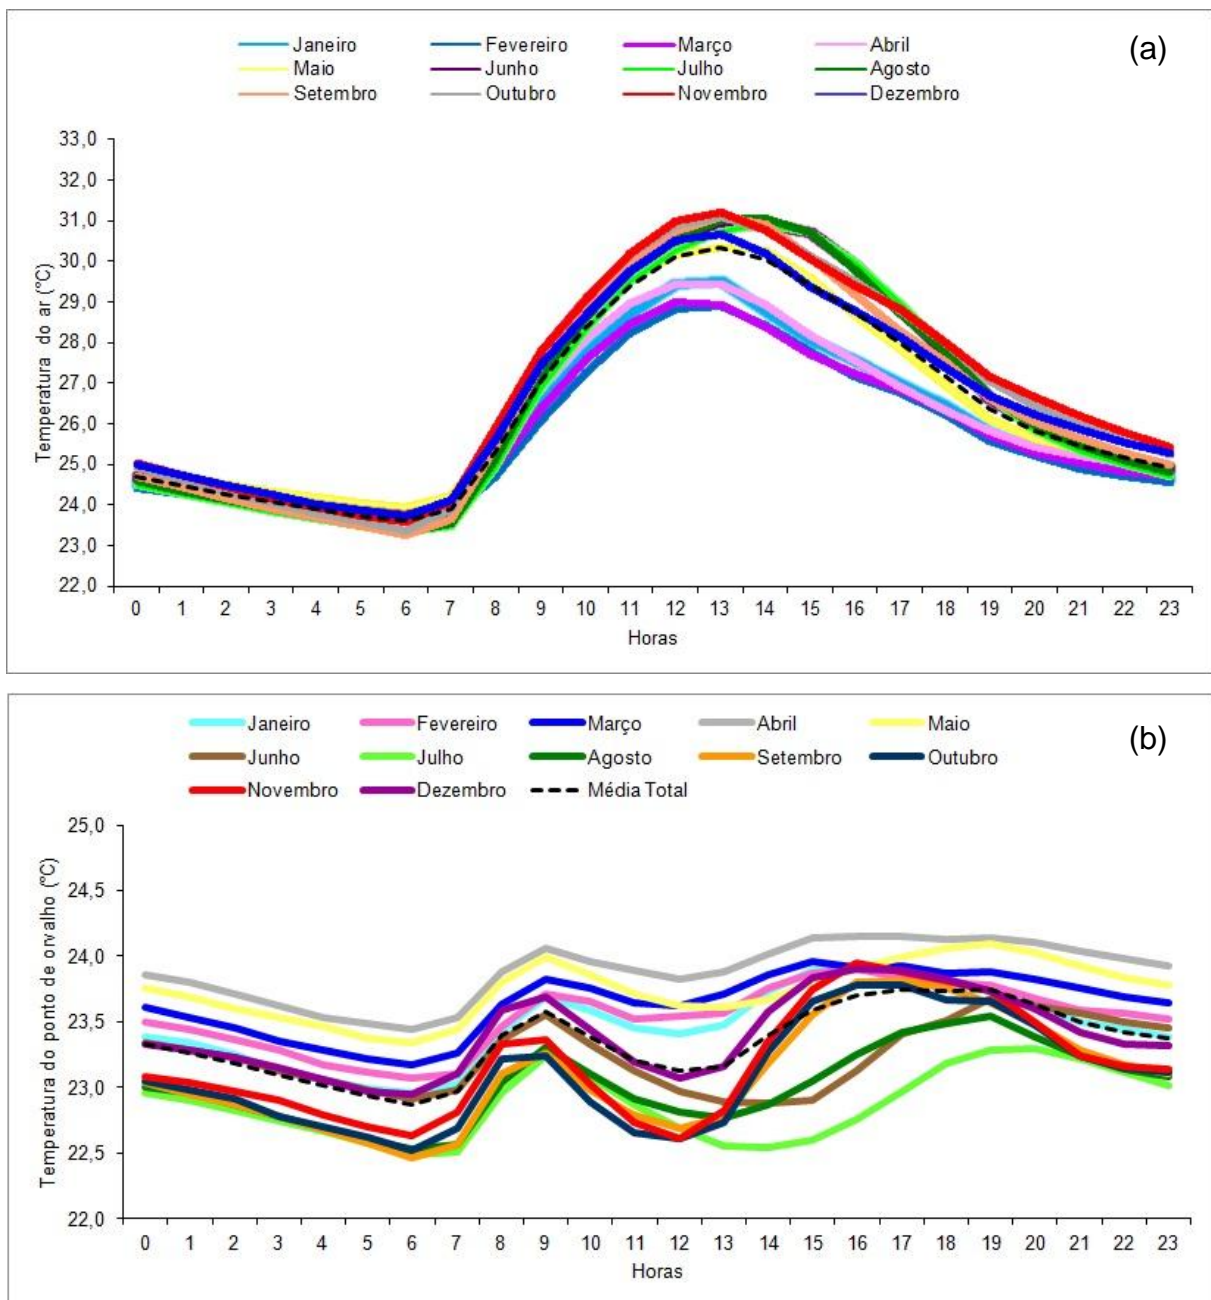 Janeiro Fevereiro Março Abril
(a)
Maio Junho Julho Agosto
Setembro Outubro Novembro Dezembro
33,0
32,0
31,0
30,0
29,0
28,0
27,0
26,0
25,0
24,0
23,0
22,0
Temperatura do ar (°C)
0 1 2 3 4 5 6 7 8 9 10 11 12 13 14 15 16 17 18 19 20 21 22 23
Horas
Janeiro Fevereiro Março Abril Maio
(b)
Junho Julho Agosto Setembro Outubro
Novembro Dezembro Média Total
25,0
24,5
24,0
23,5
23,0
22,5
22,0
Temperatura do ponto de orvalho (°C)
0 1 2 3 4 5 6 7 8 9 10 11 12 13 14 15 16 17 18 19 20 21 22 23
Horas